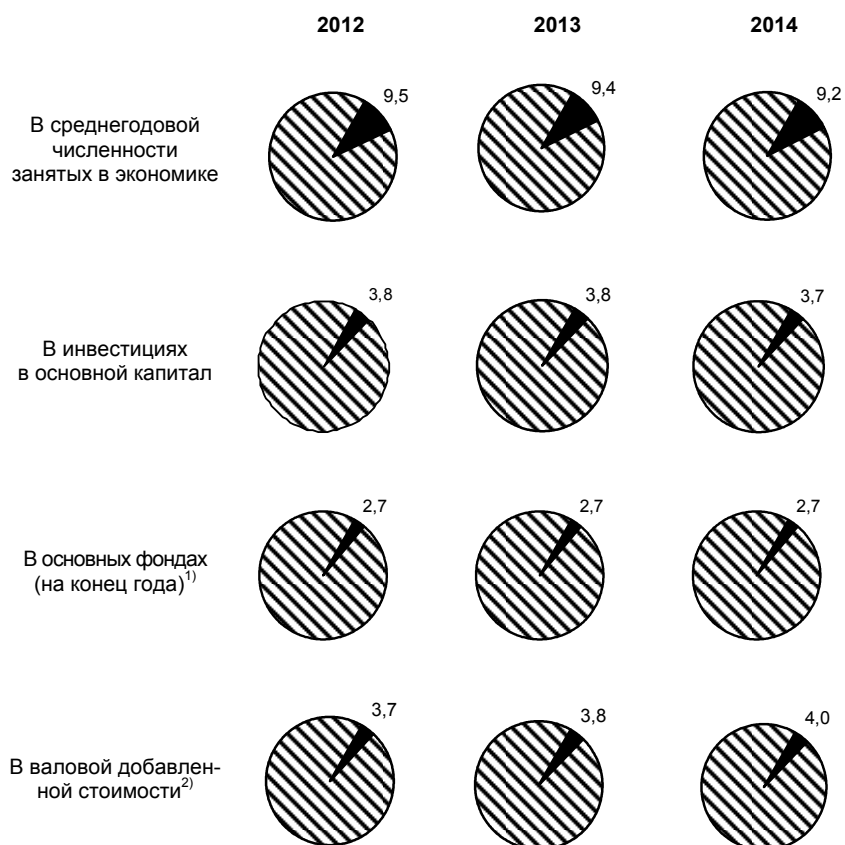 2012 2013 2014
9,5 9,4 9,2
В среднегодовой
численности
занятых в экономике
3,8 3,8 3,7
В инвестициях
в основной капитал
2,7 2,7 2,7
В основных фондах
(на конец года)1)
3,7 3,8 4,0
В валовой добавлен-
ной стоимости2)